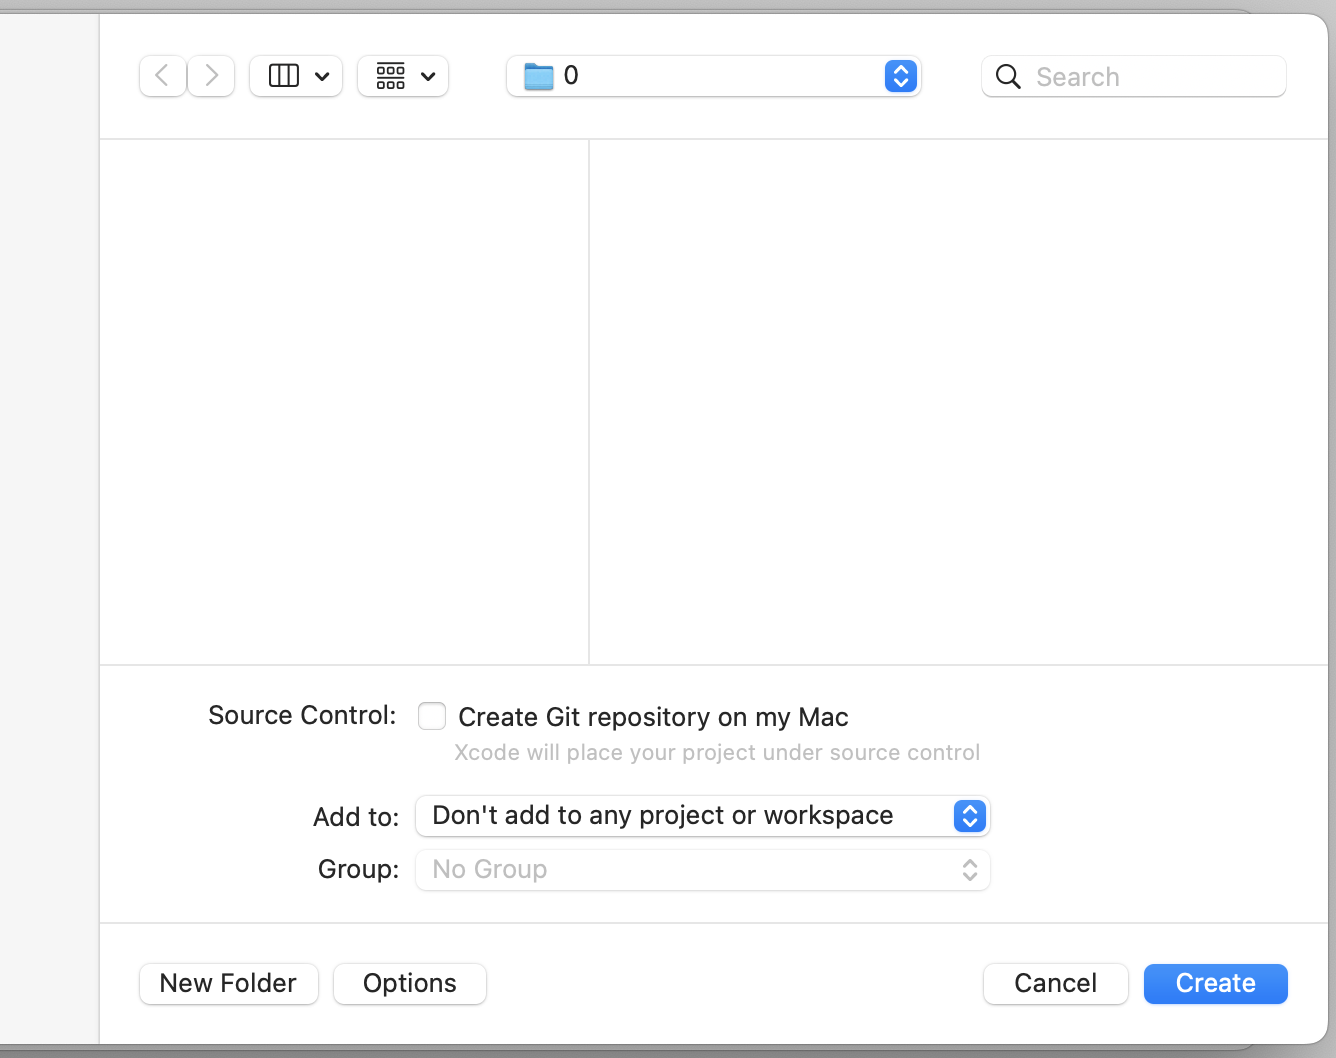 0
Search
Source Control:
Create Git repository on my Mac
Xcode will place your project under source control
Add to:
Don't add to any project or workspace
Group:
No Group
New Folder
Options
Cancel
Create